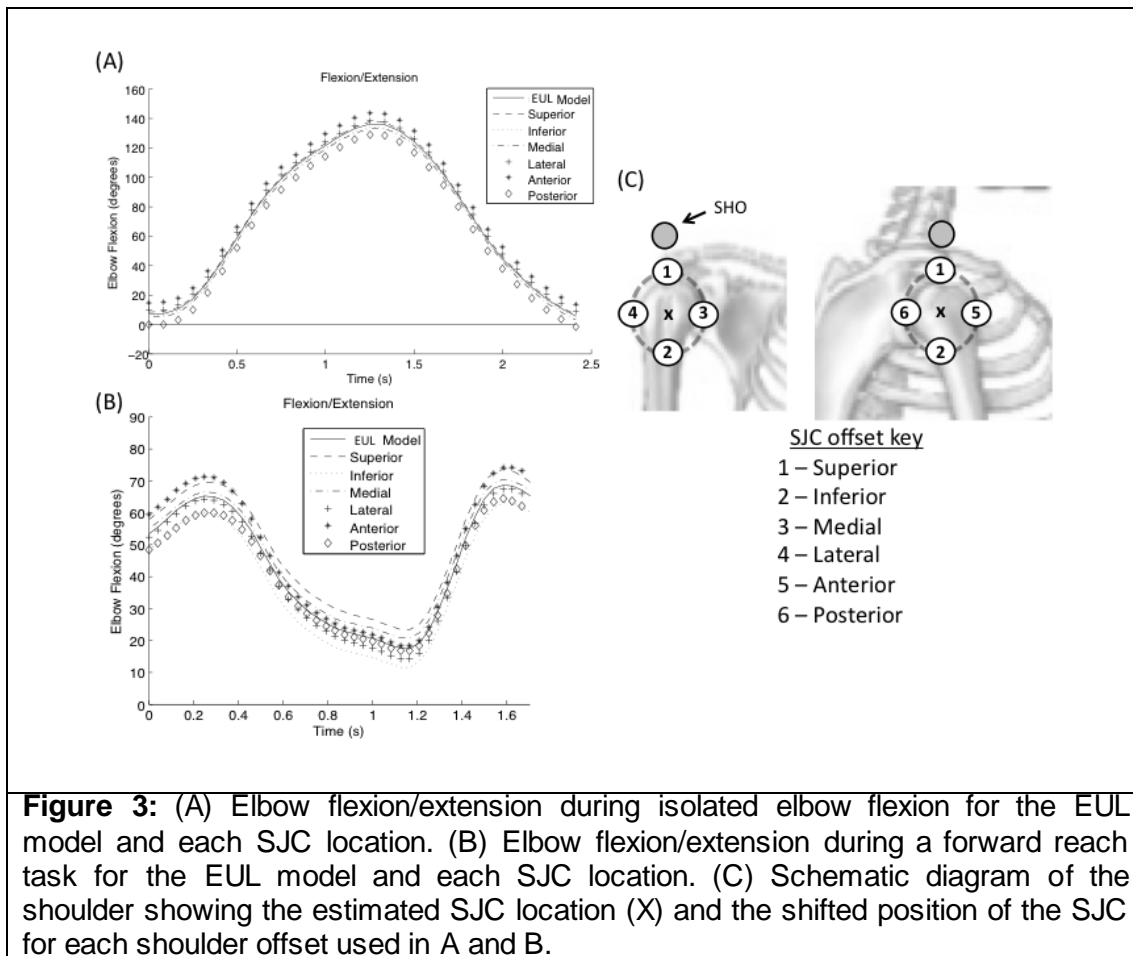 (A)
Flexion/Extension
160
140
120
100
80
60
40
20
0
−20
Elbow Flexion (degrees)
0 0.5 1 1.5 2 2.5
Time (s)
EUL Model
Superior
Inferior
Medial
Lateral
Anterior
Posterior
(B)
Flexion/Extension
90
80
70
60
50
40
30
20
10
0
Elbow Flexion (degrees)
0 0.2 0.4 0.6 0.8 1 1.2 1.4 1.6
Time (s)
EUL Model
Superior
Inferior
Medial
Lateral
Anterior
Posterior
(C)
SHO
1
4 x 3
2
1
6 x 5
2
SJC offset key
1 – Superior
2 – Inferior
3 – Medial
4 – Lateral
5 – Anterior
6 – Posterior
Figure 3: (A) Elbow flexion/extension during isolated elbow flexion for the EUL
model and each SJC location. (B) Elbow flexion/extension during a forward reach
task for the EUL model and each SJC location. (C) Schematic diagram of the
shoulder showing the estimated SJC location (X) and the shifted position of the SJC
for each shoulder offset used in A and B.